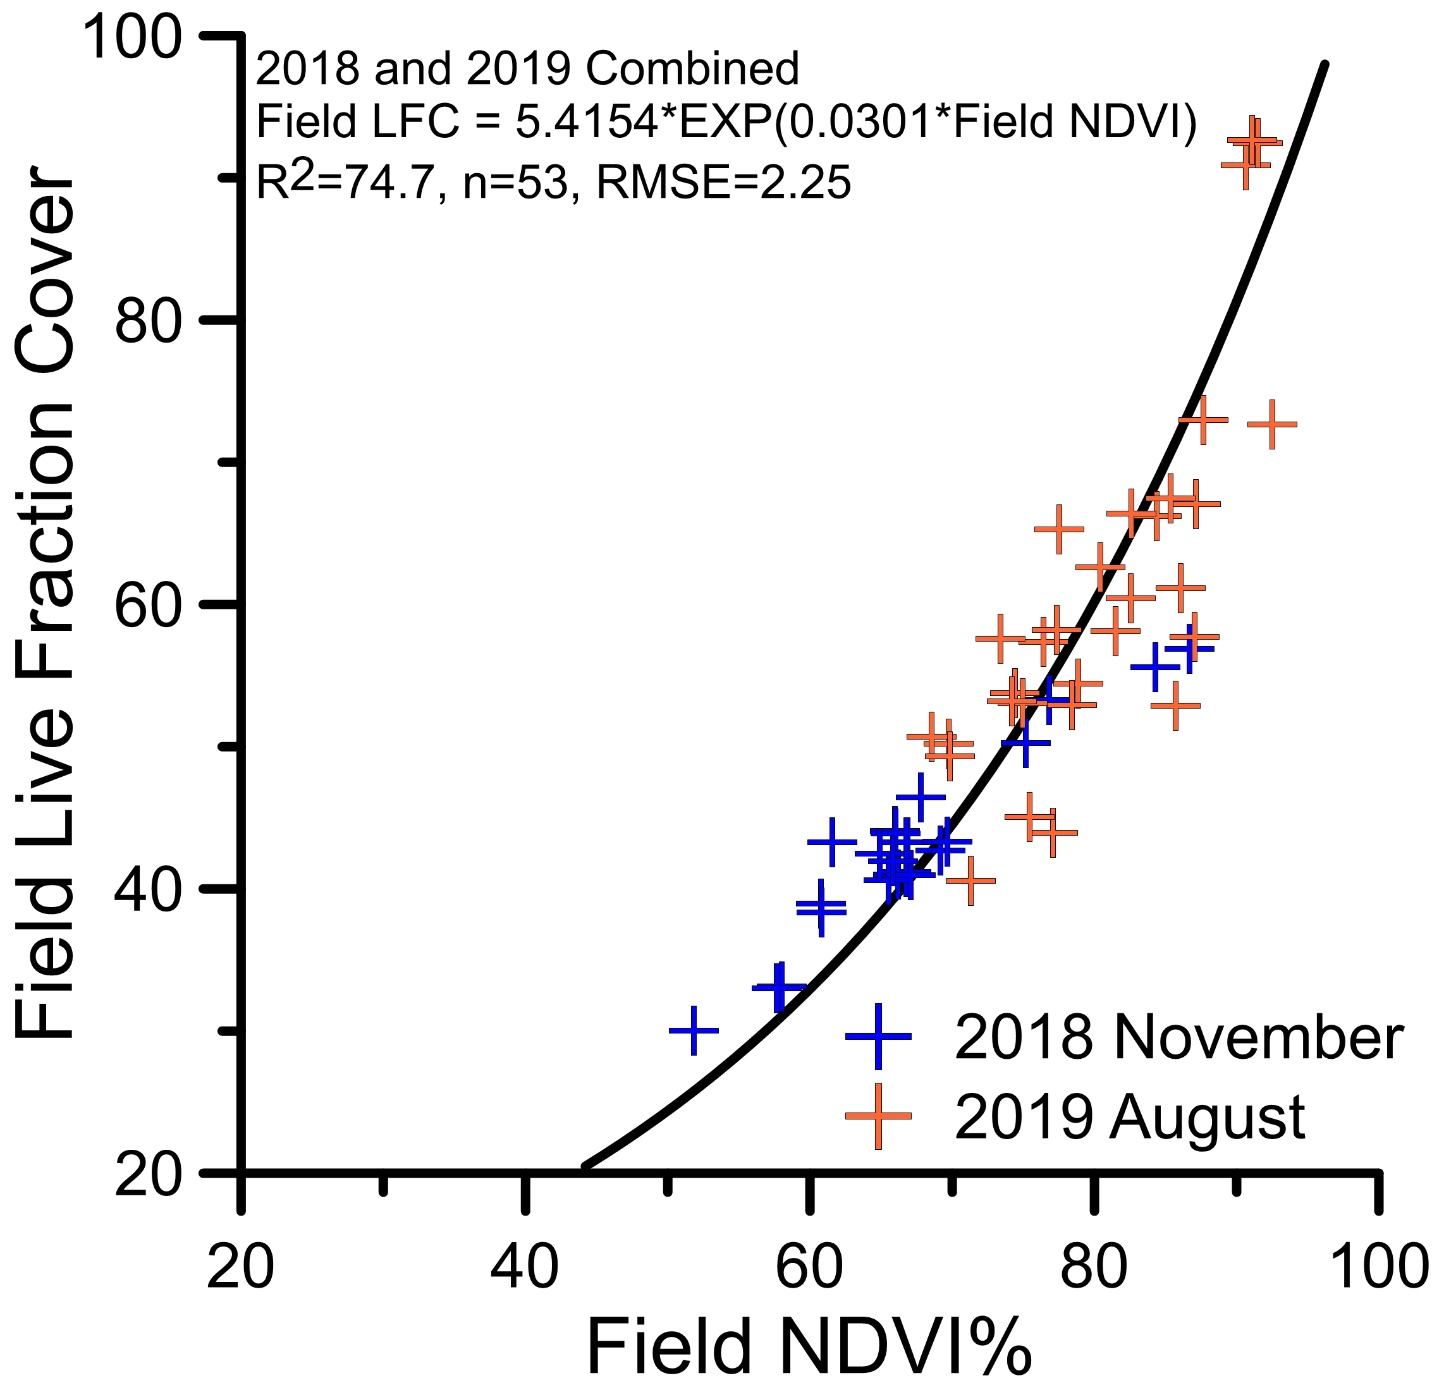 100
80
60
40
20
Field Live Fraction Cover
2018 and 2019 Combined
Field LFC = 5.4154*EXP(0.0301*Field NDVI)
R2=74.7, n=53, RMSE=2.25
2018 November
2019 August
20 40 60 80 100
Field NDVI%